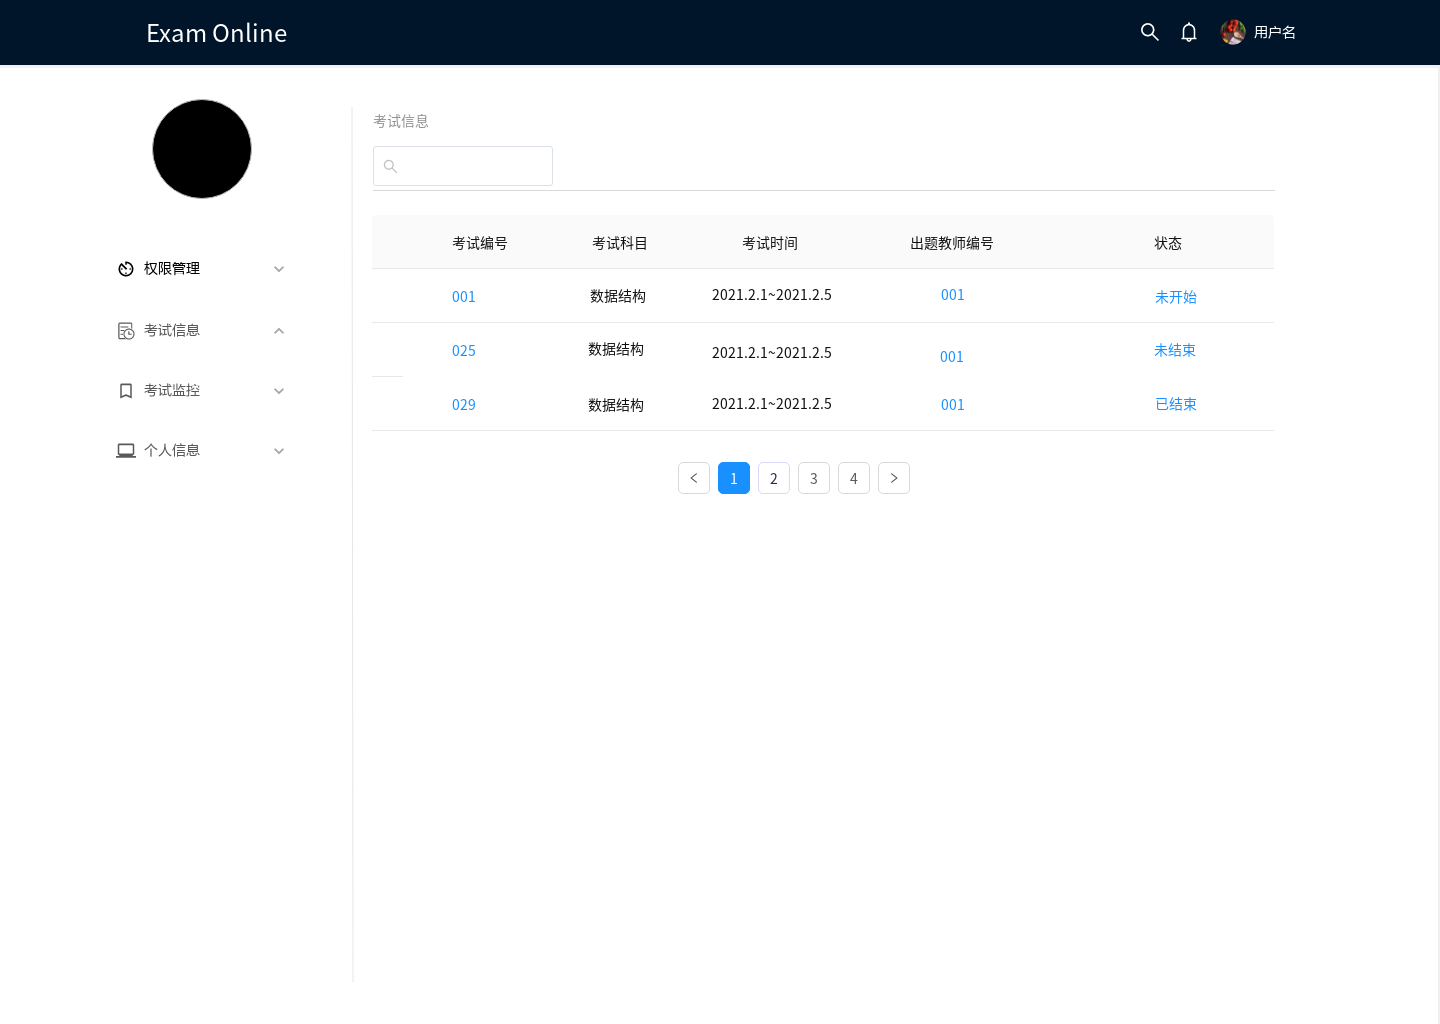 Exam Online
用户名
权限管理
考试信息
考试监控
个人信息
考试信息
考试编号 考试科目 考试时间 出题教师编号 状态
001 数据结构 2021.2.1~2021.2.5 001 未开始
025 数据结构 2021.2.1~2021.2.5 001 未结束
029 数据结构 2021.2.1~2021.2.5 001 已结束
1 2 3 4